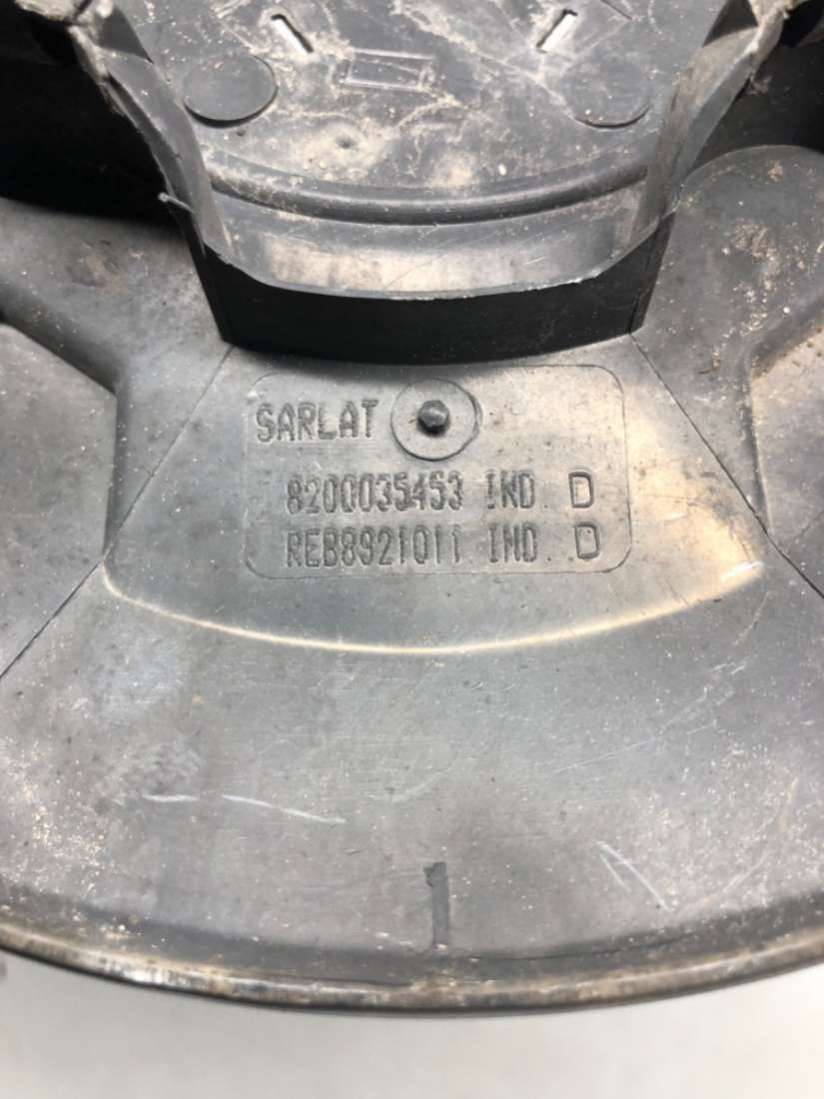 SARLAT
8200035453 IND. D
REB8921011 IND. D